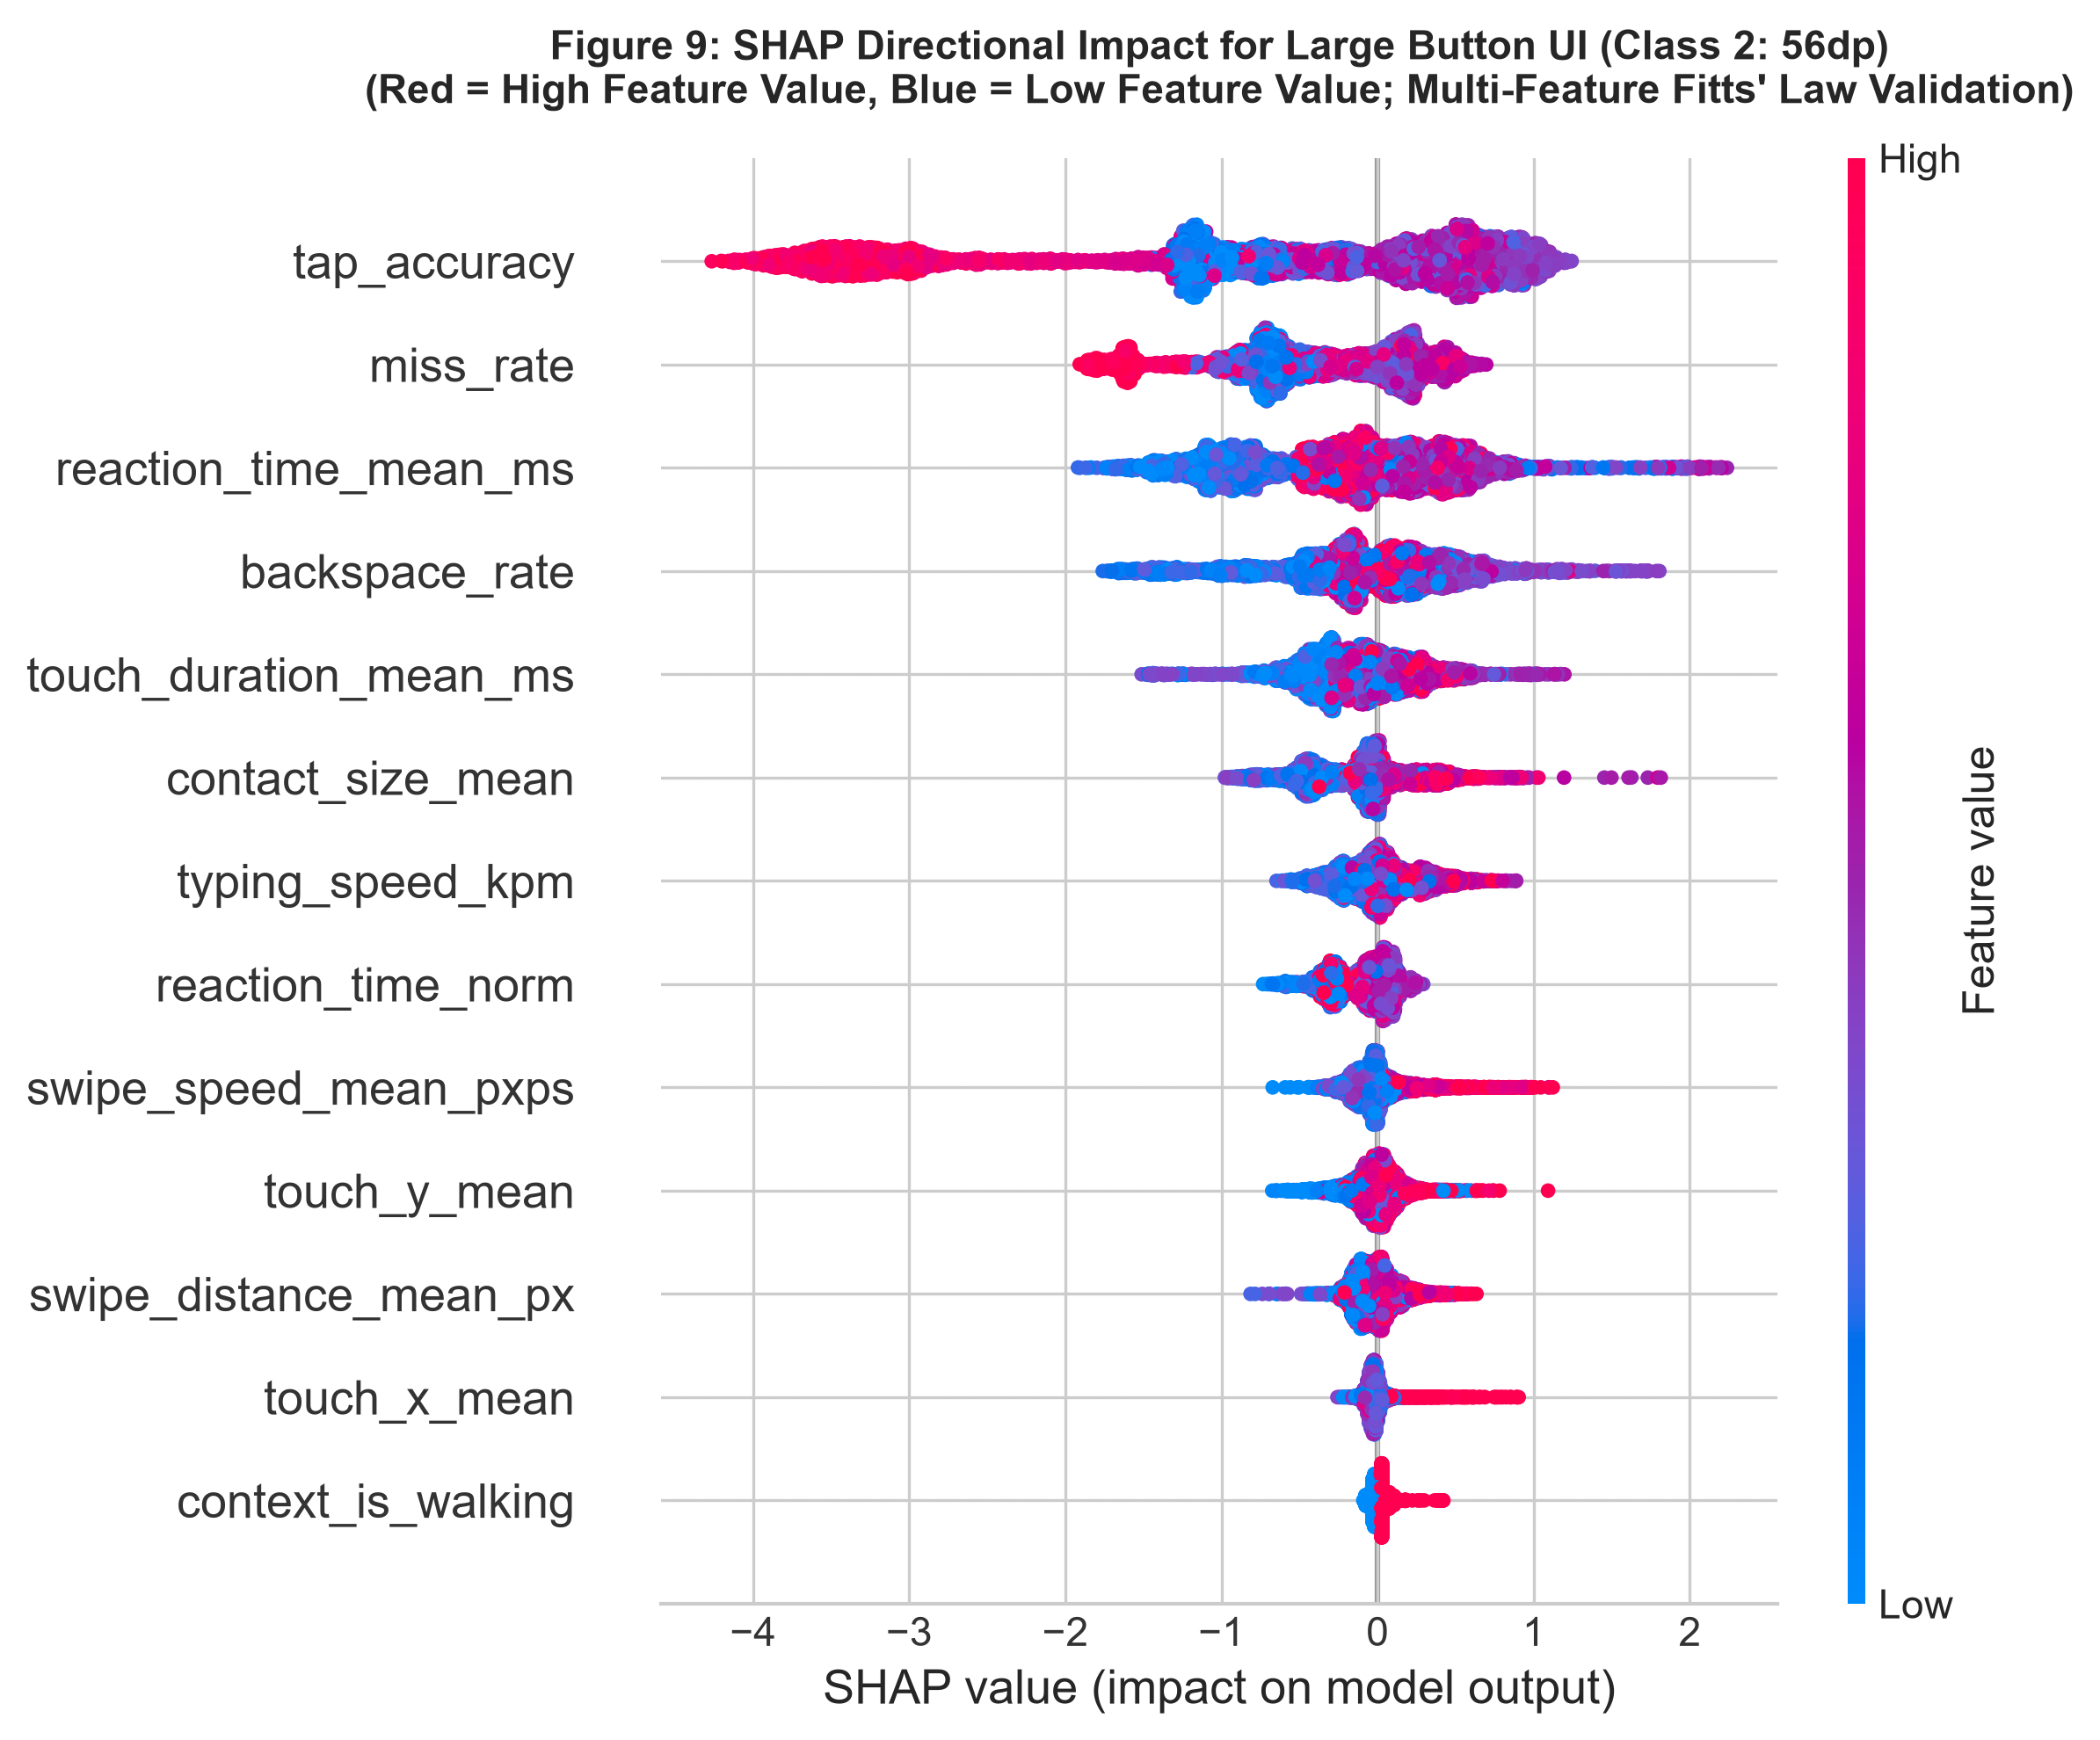 Figure 9: SHAP Directional Impact for Large Button UI (Class 2: 56dp)
(Red = High Feature Value, Blue = Low Feature Value; Multi-Feature Fitts' Law Validation)
High
tap_accuracy
miss_rate
reaction_time_mean_ms
backspace_rate
touch_duration_mean_ms
contact_size_mean
typing_speed_kpm
reaction_time_norm
swipe_speed_mean_pxps
touch_y_mean
swipe_distance_mean_px
touch_x_mean
context_is_walking
Feature value
Low
−4 −3 −2 −1 0 1 2
SHAP value (impact on model output)